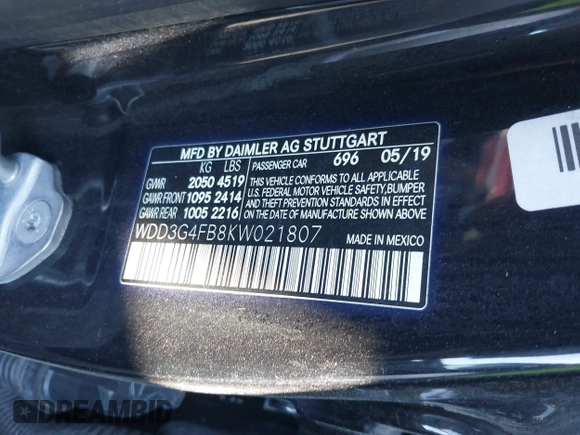 MFD BY DAIMLER AG STUTTGART
KG LBS PASSENGER CAR 696 05/19
GVWR 2050 4519
GAWR FRONT 1095 2414
GAWR REAR 1005 2216
THIS VEHICLE CONFORMS TO ALL APPLICABLE
U.S. FEDERAL MOTOR VEHICLE SAFETY, BUMPER
AND THEFT PREVENTION STANDARDS IN EFFECT
ON THE DATE OF MANUFACTURE SHOWN ABOVE.
WDD3G4FB8KW021807 MADE IN MEXICO
DREAMBID